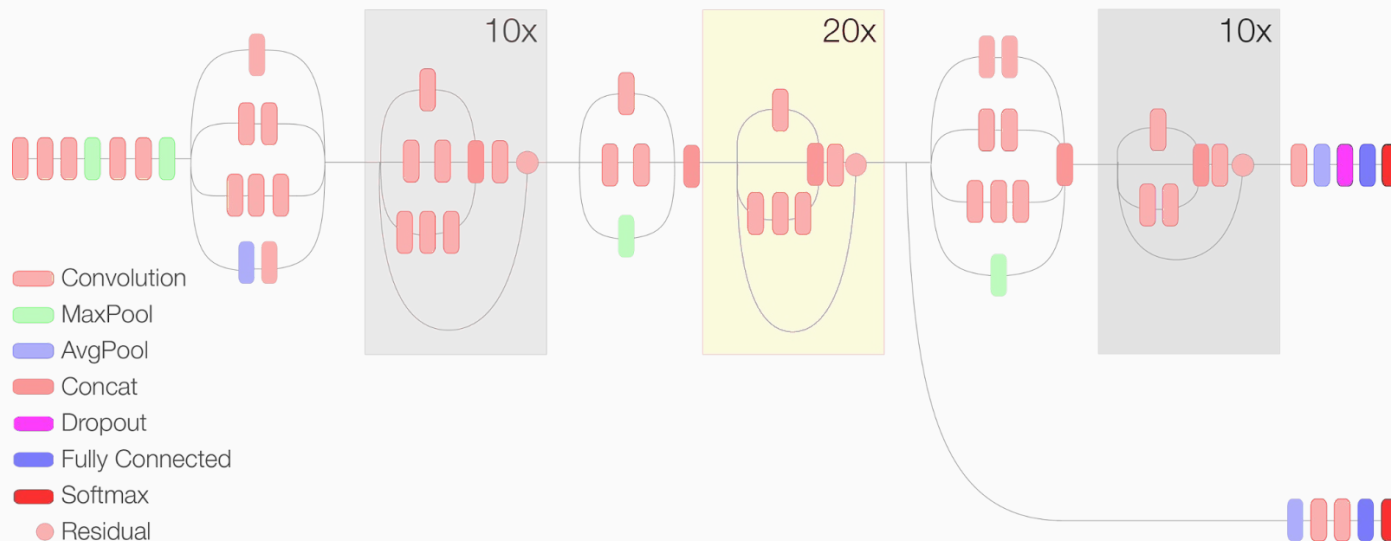 10x
20x
10x
Convolution
MaxPool
AvgPool
Concat
Dropout
Fully Connected
Softmax
Residual